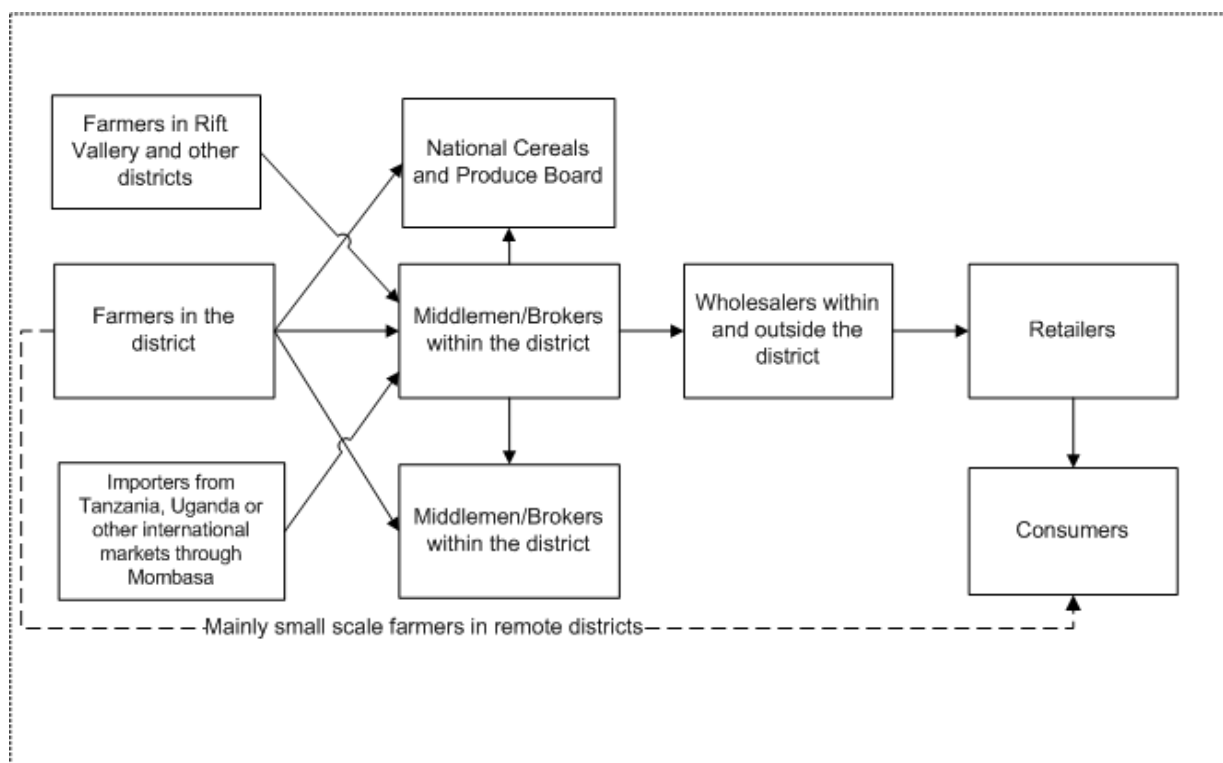 Farmers in Rift
Vallery and other
districts
National Cereals
and Produce Board
Farmers in the
district
Middlemen/Brokers
within the district
Wholesalers within
and outside the
district
Retailers
Importers from
Tanzania, Uganda or
other international
markets through
Mombasa
Middlemen/Brokers
within the district
Consumers
Mainly small scale farmers in remote districts